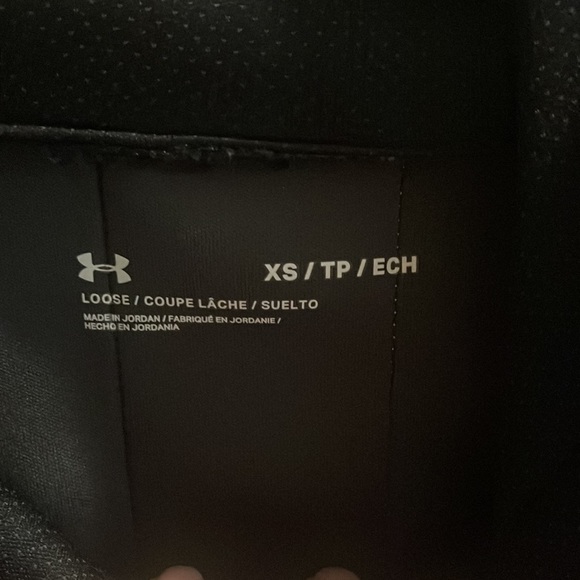 XS / TP / ECH
LOOSE / COUPE LÂCHE / SUELTO
MADE IN JORDAN / FABRIQUÉ EN JORDANIE /
HECHO EN JORDANIA